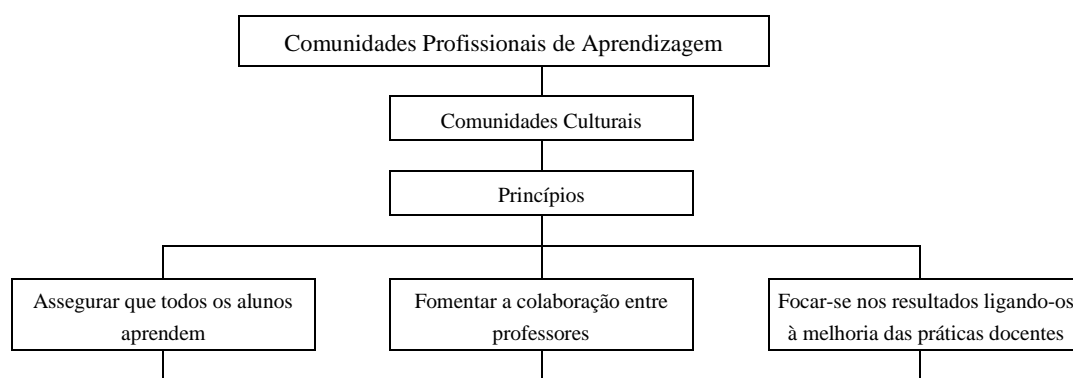 Comunidades Profissionais de Aprendizagem
Comunidades Culturais
Princípios
Assegurar que todos os alunos
aprendem
Fomentar a colaboração entre
professores
Focar-se nos resultados ligando-os
à melhoria das práticas docentes